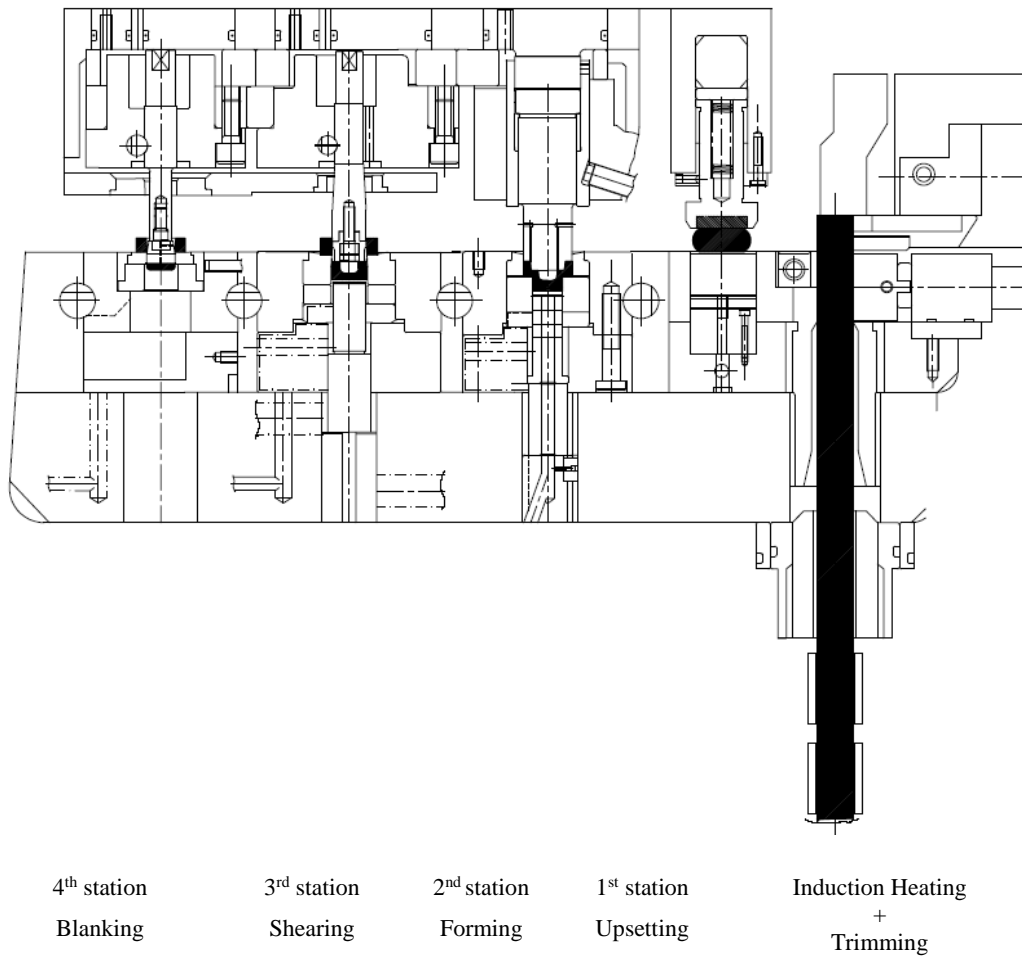 4th station
Blanking
3rd station
Shearing
2nd station
Forming
1st station
Upsetting
Induction Heating
+
Trimming